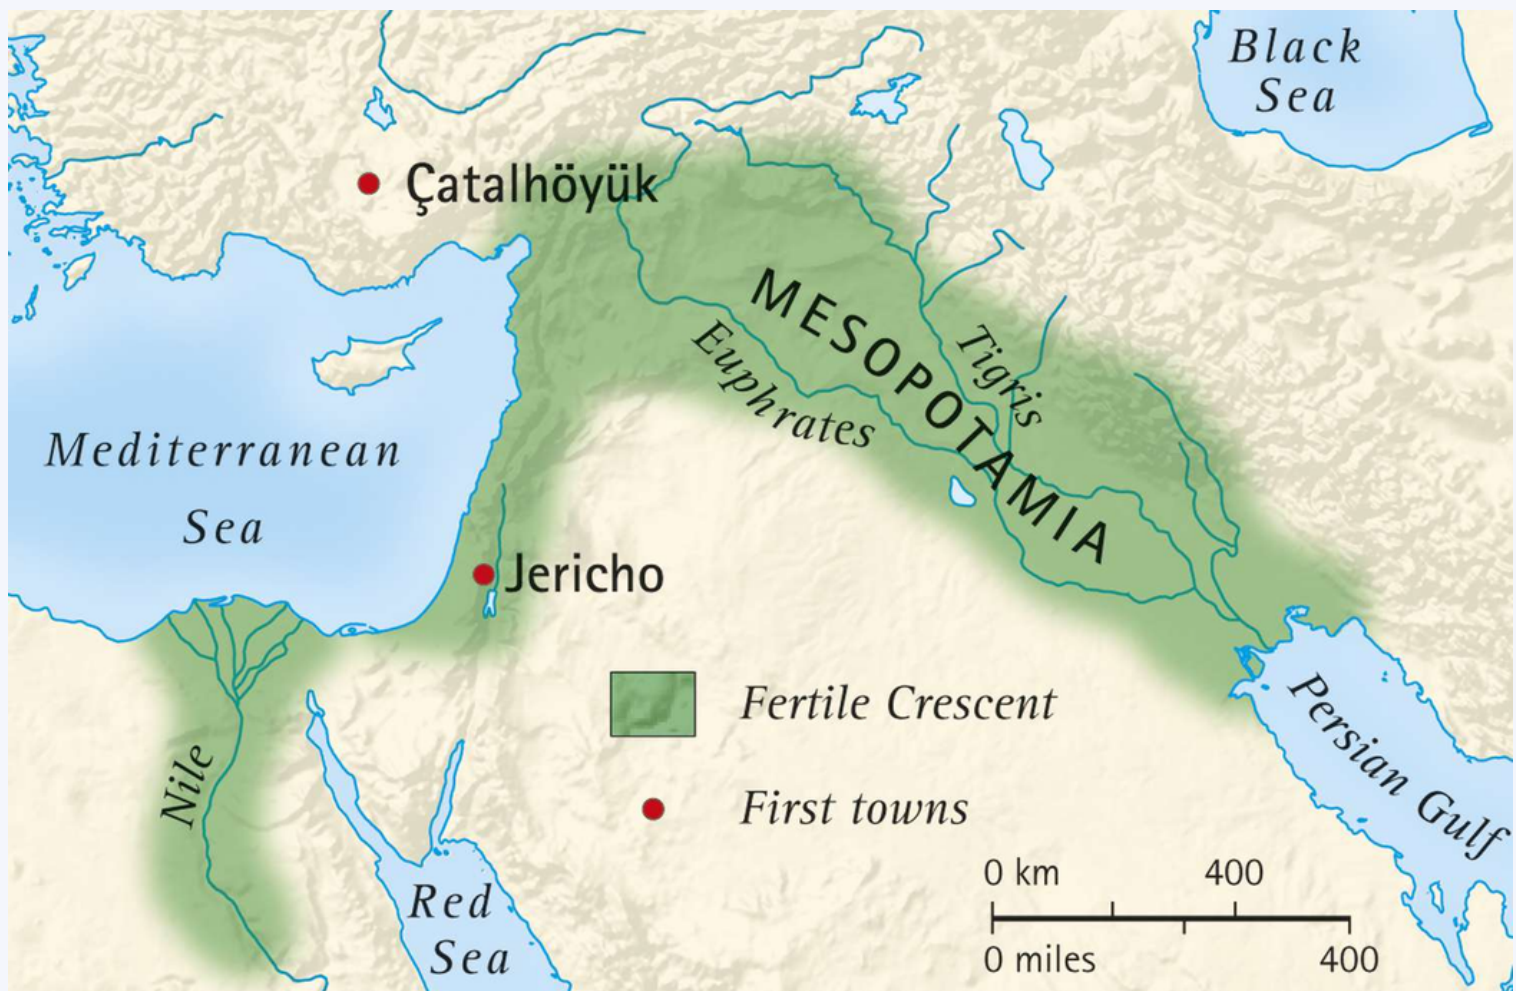 Black
Sea
Çatalhöyük
MESOPOTAMIA
Tigris
Euphrates
Mediterranean
Sea
Jericho
Fertile Crescent
Nile
Persian Gulf
First towns
0 km 400
Red
Sea
0 miles 400